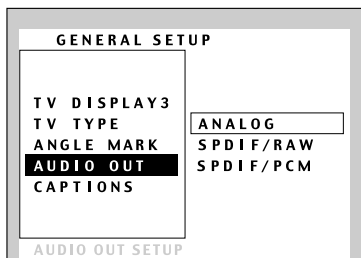 GENERAL SETUP
TV DISPLAY3
TV TYPE
ANGLE MARK
AUDIO OUT
CAPTIONS
ANALOG
SPDIF/RAW
SPDIF/PCM
AUDIO OUT SETUP